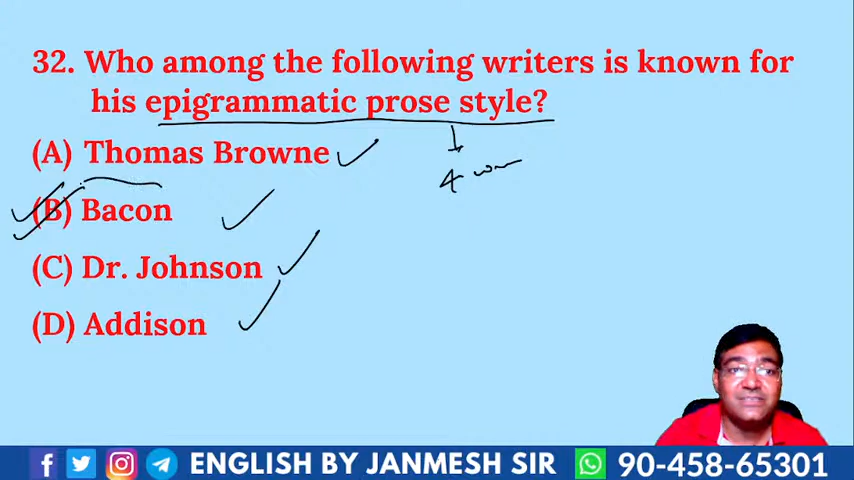 32. Who among the following writers is known for
his epigrammatic prose style?
(A) Thomas Browne
(B) Bacon
(C) Dr. Johnson
(D) Addison
4
ENGLISH BY JANMESH SIR 90-458-65301